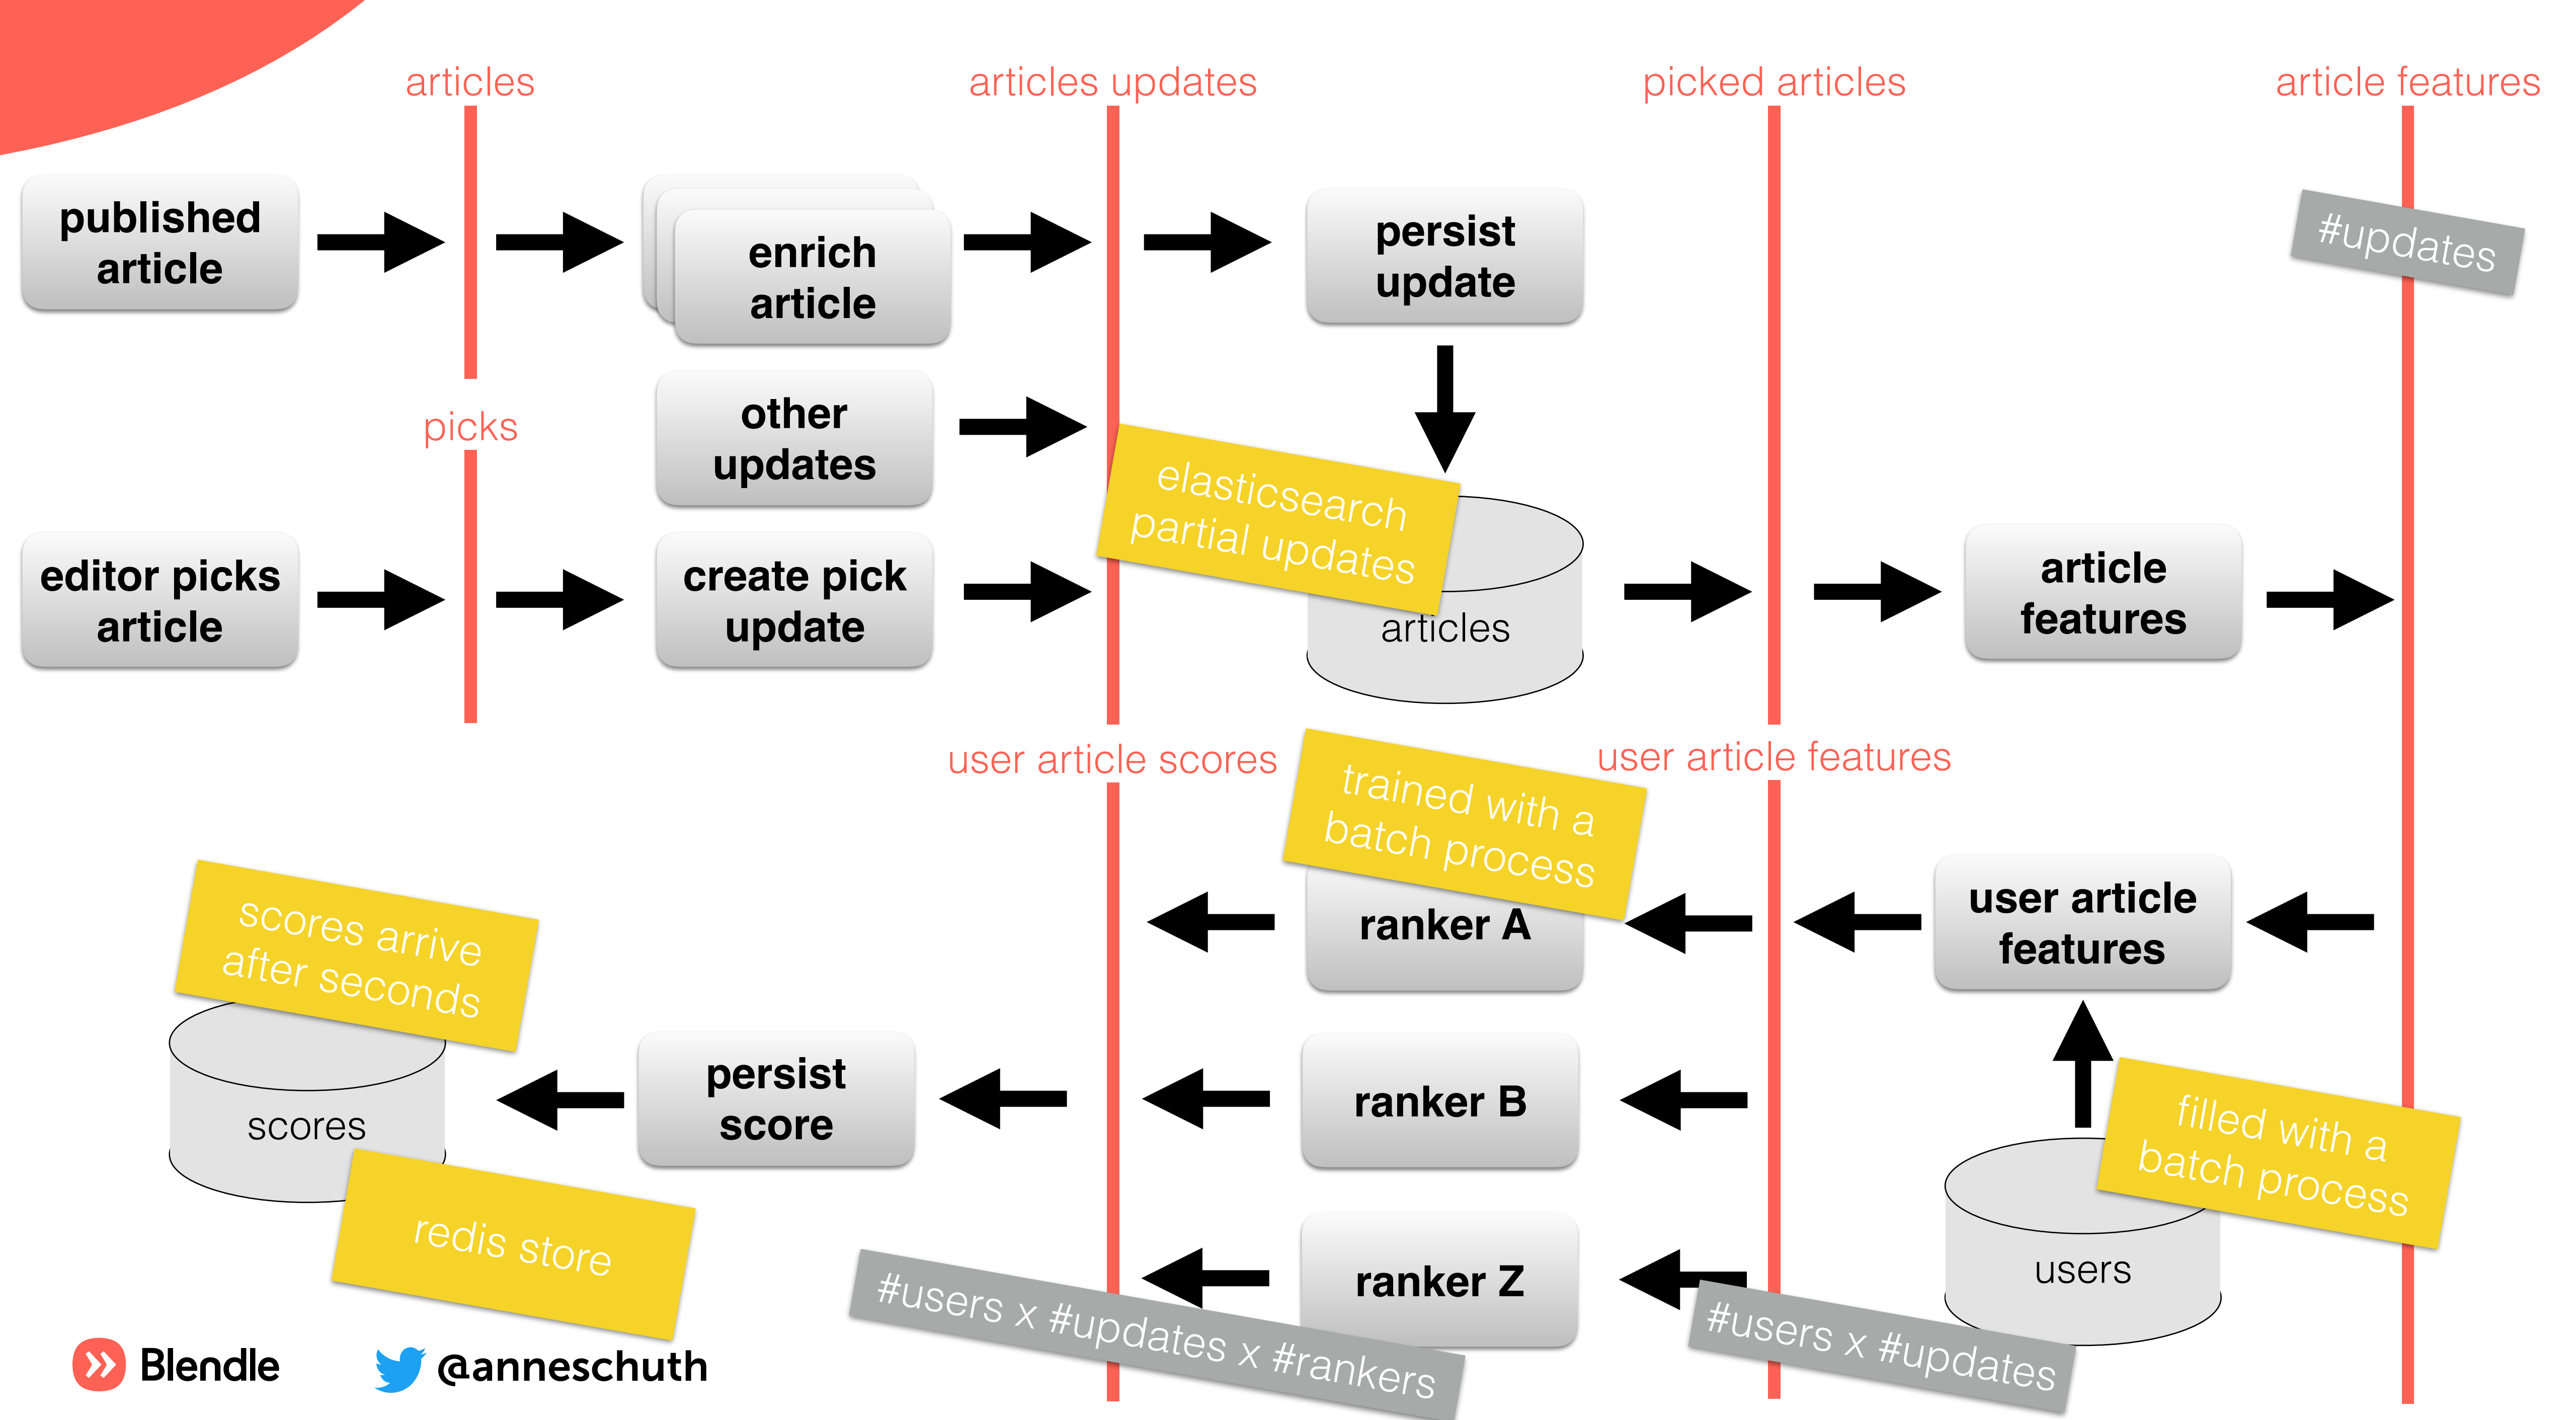 articles
articles updates
picked articles
article features
published
article
enrich
article
persist
update
#updates
picks
other
updates
elasticsearch
partial updates
editor picks
article
create pick
update
articles
article
features
user article scores
user article features
trained with a
batch process
scores arrive
after seconds
ranker A
user article
features
scores
persist
score
ranker B
filled with a
batch process
redis store
ranker Z
users
#users x #updates x #rankers
#users x #updates
Blendle
@anneschuth